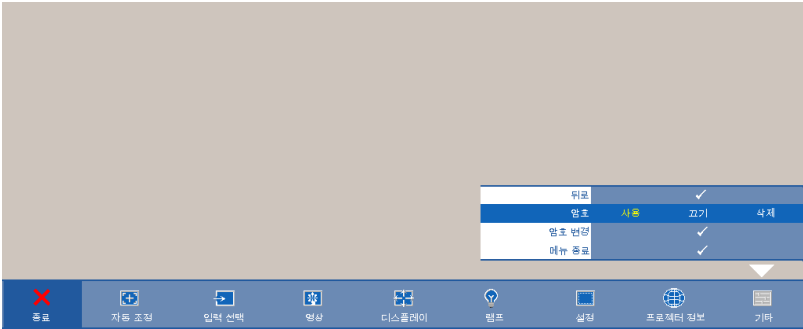 뒤로
암호 사용 끄기 삭제
암호 변경
메뉴 종료
종료 자동 조정 입력 선택 영상 디스플레이 램프 설정 프로젝터 정보 기타